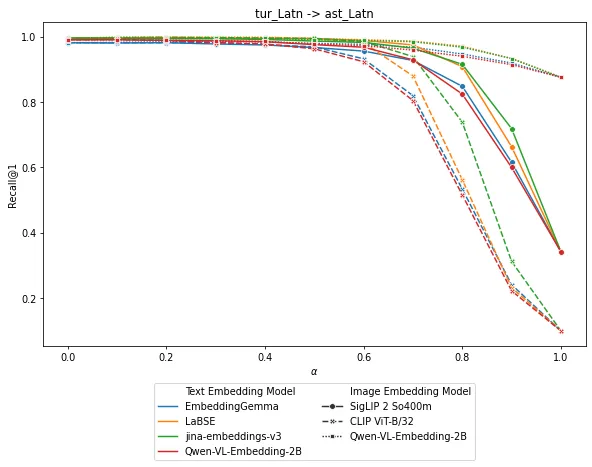 tur_Latn -> ast_Latn
1.0
0.8
0.6
0.4
0.2
Recall@1
0.0 0.2 0.4 0.6 0.8 1.0
α
Text Embedding Model Image Embedding Model
EmbeddingGemma SigLIP 2 So400m
LaBSE CLIP ViT-B/32
jina-embeddings-v3 Qwen-VL-Embedding-2B
Qwen-VL-Embedding-2B